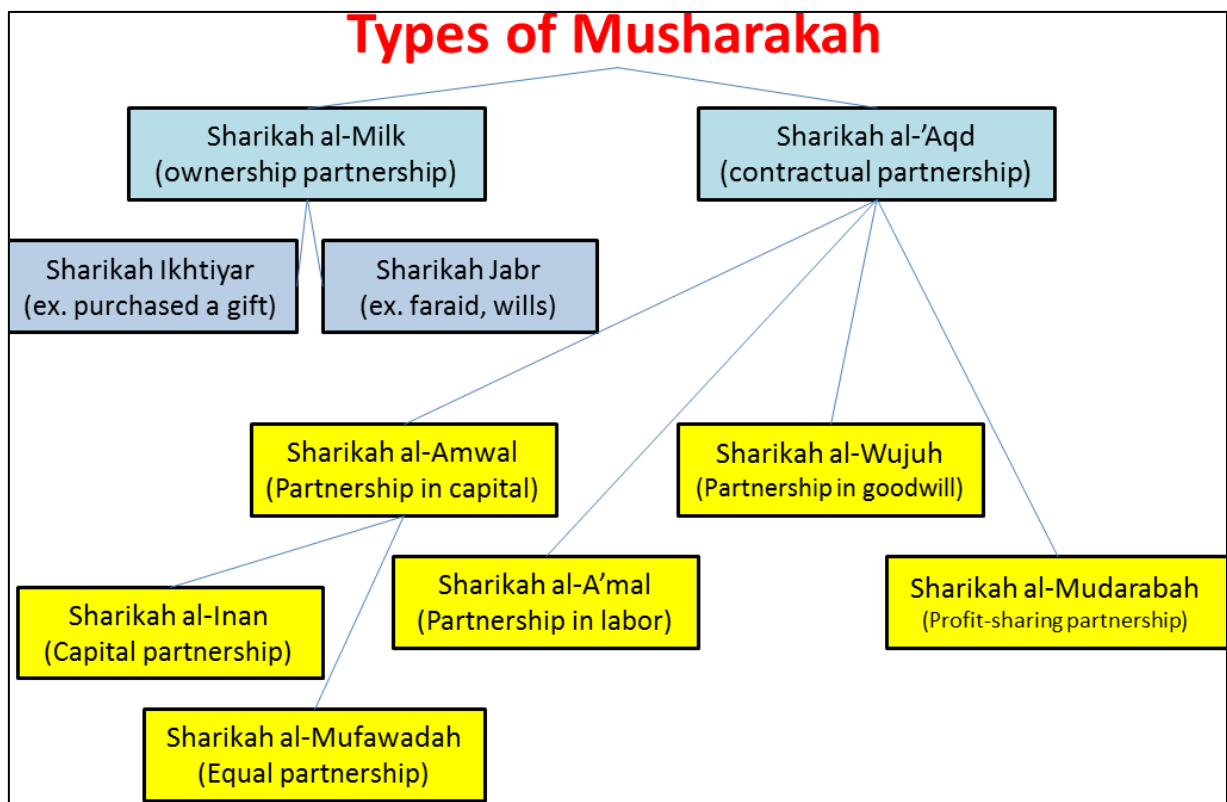 Types of Musharakah
Sharikah al-Milk
(ownership partnership)
Sharikah al-’Aqd
(contractual partnership)
Sharikah Ikhtiyar
(ex. purchased a gift)
Sharikah Jabr
(ex. faraid, wills)
Sharikah al-Amwal
(Partnership in capital)
Sharikah al-Wujuh
(Partnership in goodwill)
Sharikah al-Inan
(Capital partnership)
Sharikah al-A’mal
(Partnership in labor)
Sharikah al-Mudarabah
(Profit-sharing partnership)
Sharikah al-Mufawadah
(Equal partnership)